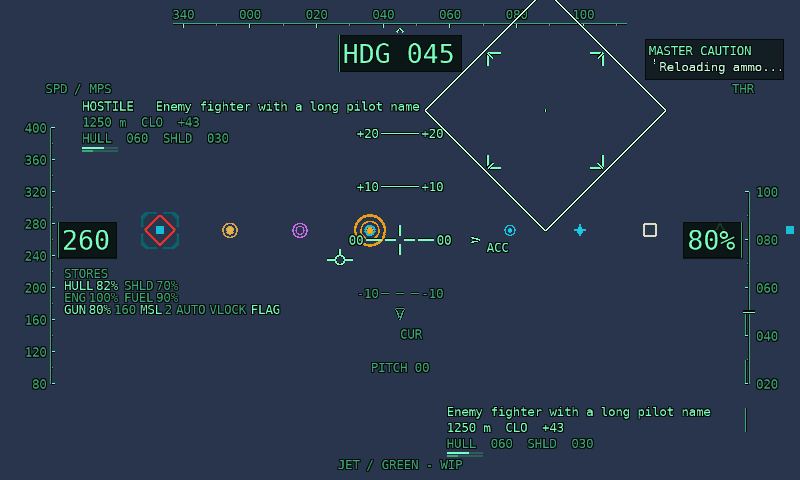 340 000 020 040 060 080 100
HDG 045
MASTER CAUTION
'Reloading ammo...
SPD / MPS
THR
HOSTILE Enemy fighter with a long pilot name
1250 m CLO +43
HULL 060 SHLD 030
+20 +20
+10 +10
00 00
-10 -10
400
360
320
280
240
200
160
120
80
260
ACC
80%
100
080
060
040
020
STORES
HULL 82% SHLD 70%
ENG 100% FUEL 90%
GUN 80% 160 MSL 2 AUTO VLOCK FLAG
CUR
PITCH 00
Enemy fighter with a long pilot name
1250 m CLO +43
HULL 060 SHLD 030
JET / GREEN - WIP